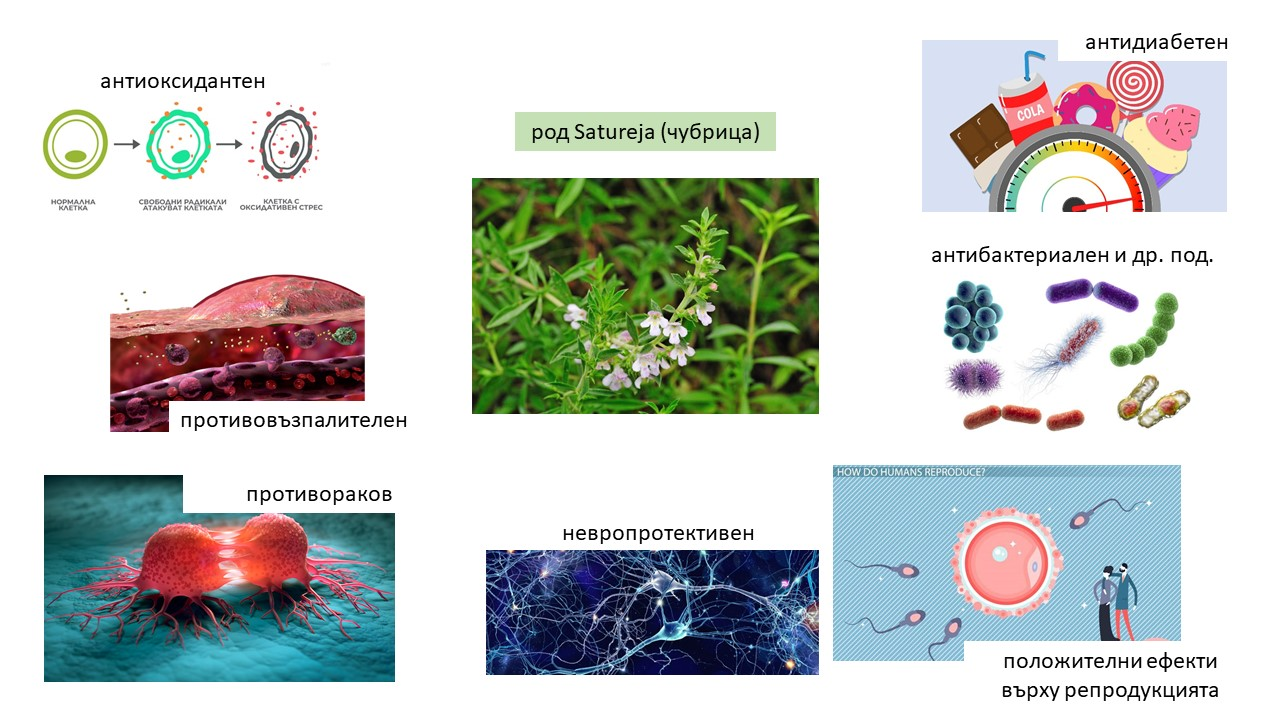 антиоксидантен
НОРМАЛНА
КЛЕТКА
СВОБОДНИ РАДИКАЛИ
АТАКУВАТ КЛЕТКАТА
КЛЕТКА С
ОКСИДАТИВЕН СТРЕС
род Satureja (чубрица)
антидиабетен
COLA
антибактериален и др. под.
противовъзпалителен
противораков
невропротективен
HOW DO HUMANS REPRODUCE?
положителни ефекти
върху репродукцията